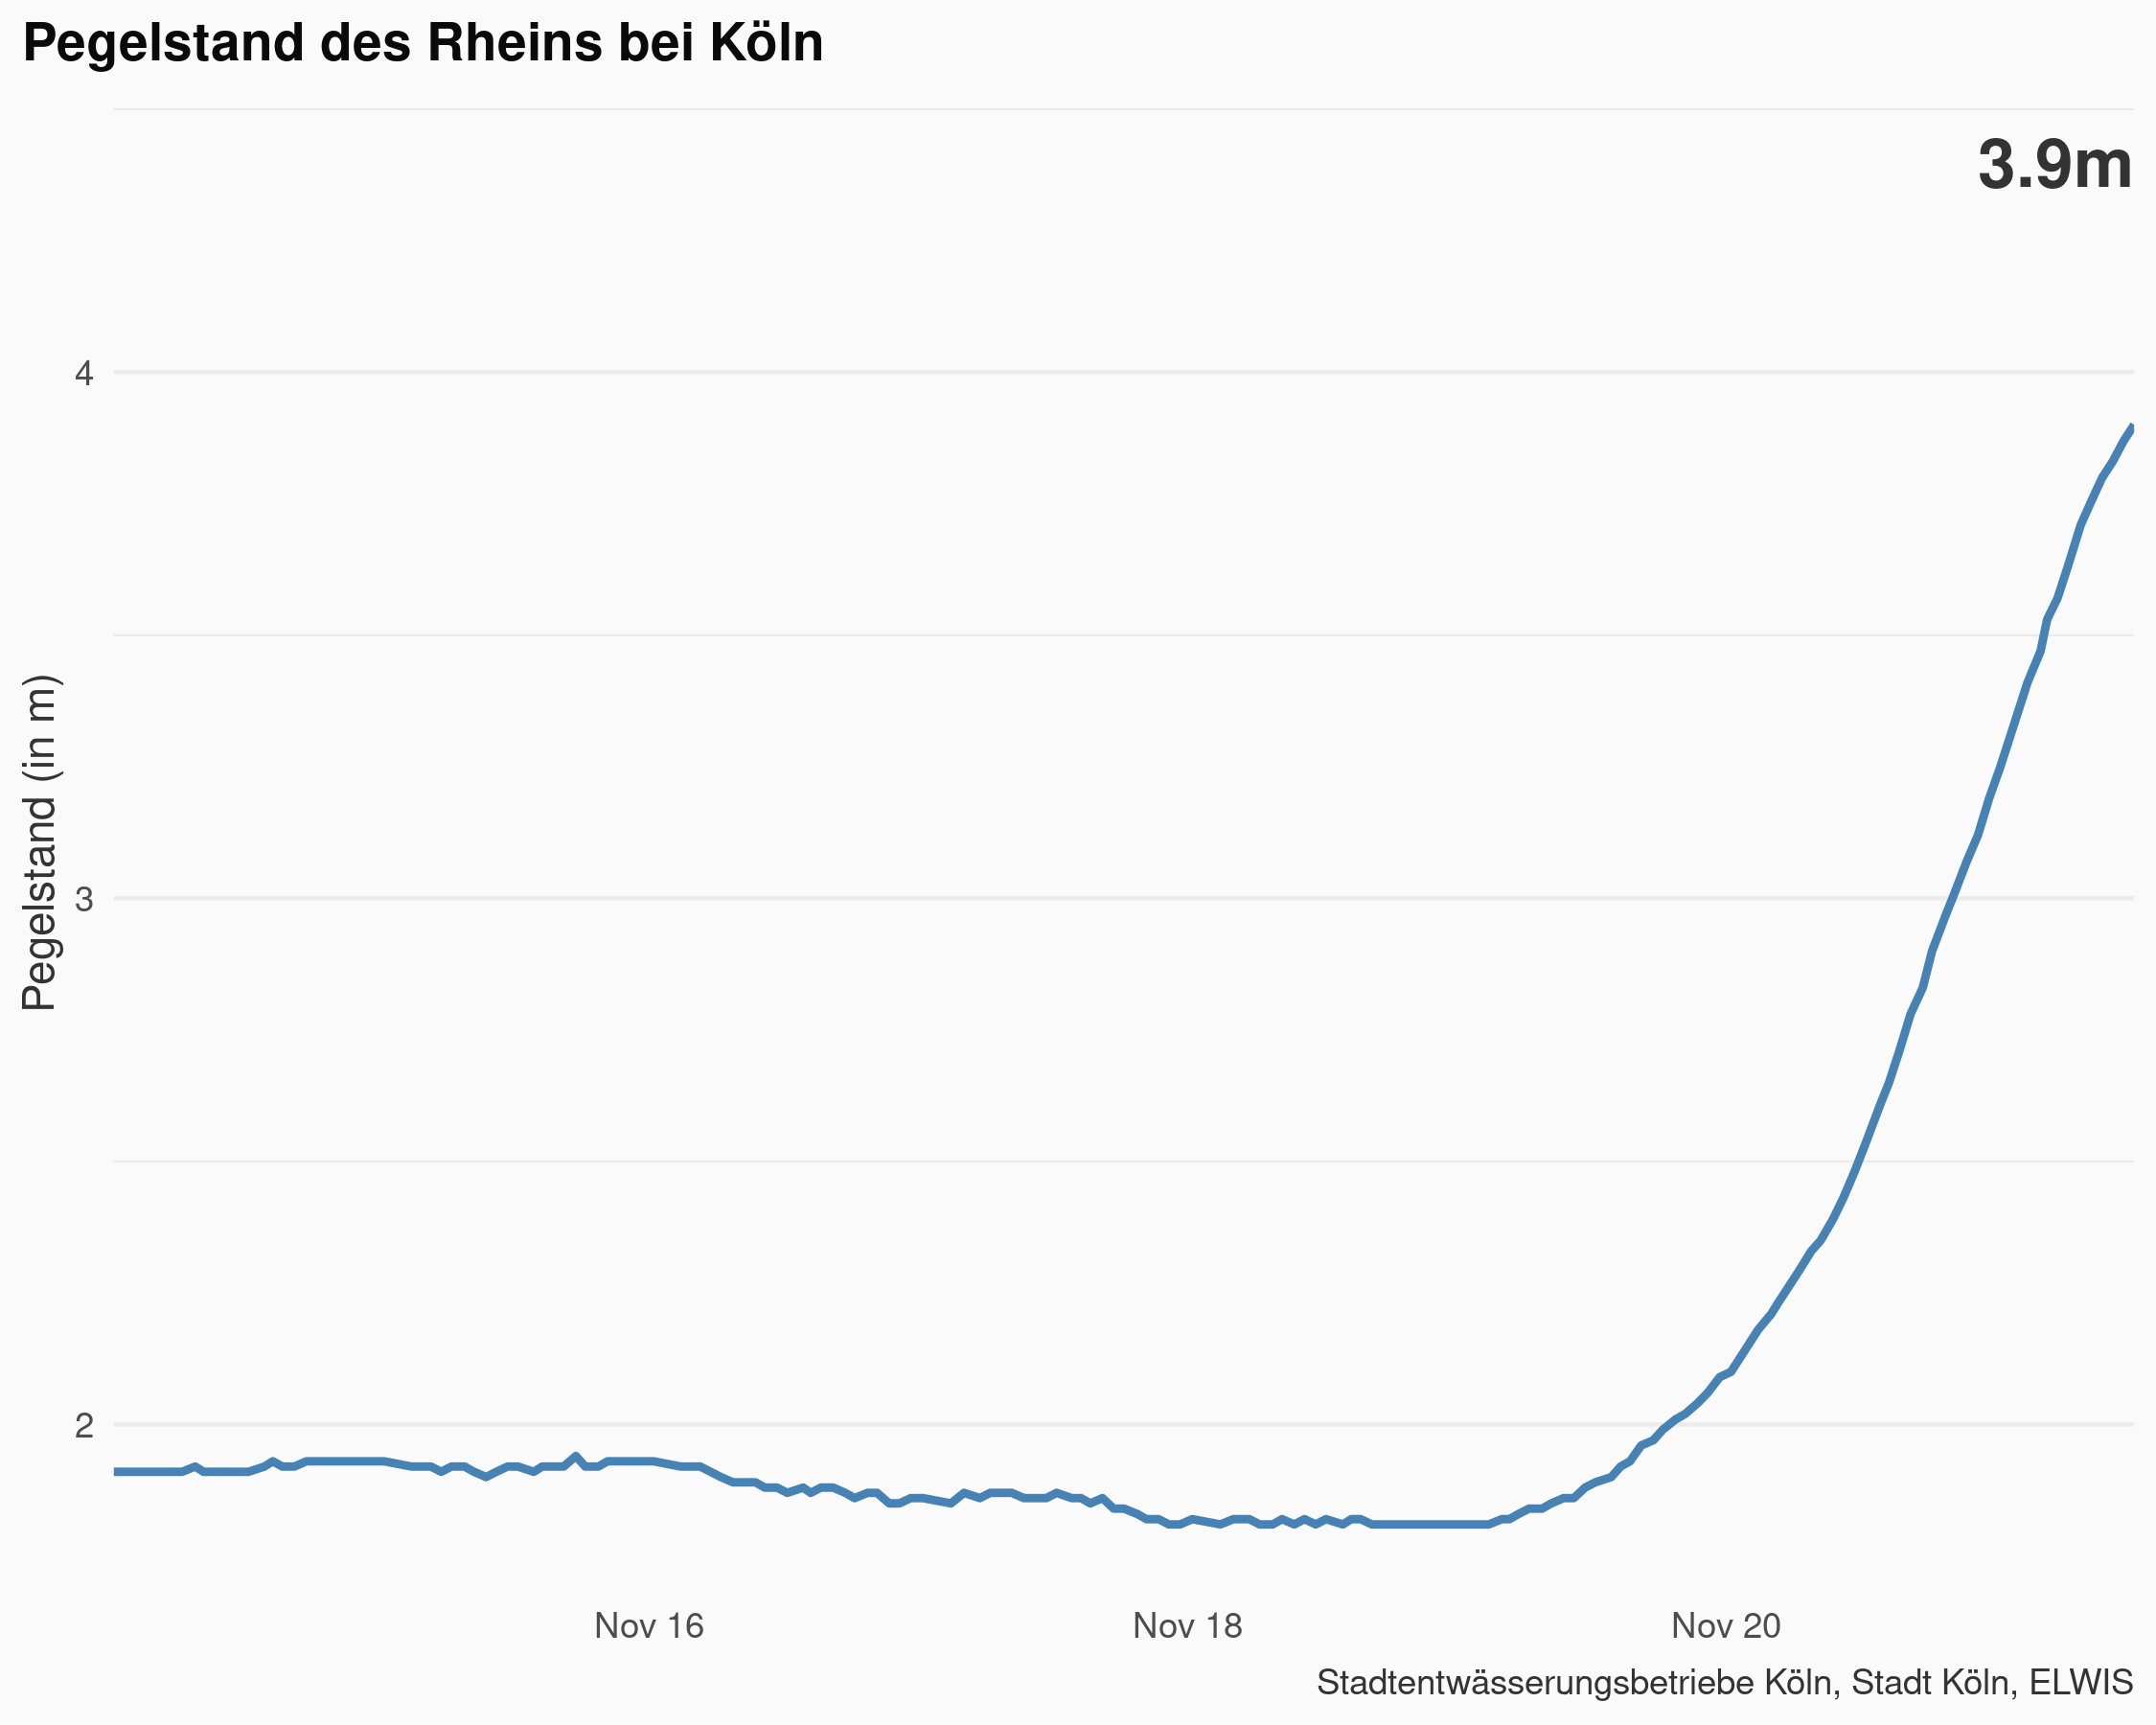 Pegelstand des Rheins bei Köln
3.9m
Pegelstand (in m)
4
3
2
Nov 16
Nov 18
Nov 20
Stadtentwässerungsbetriebe Köln, Stadt Köln, ELWIS